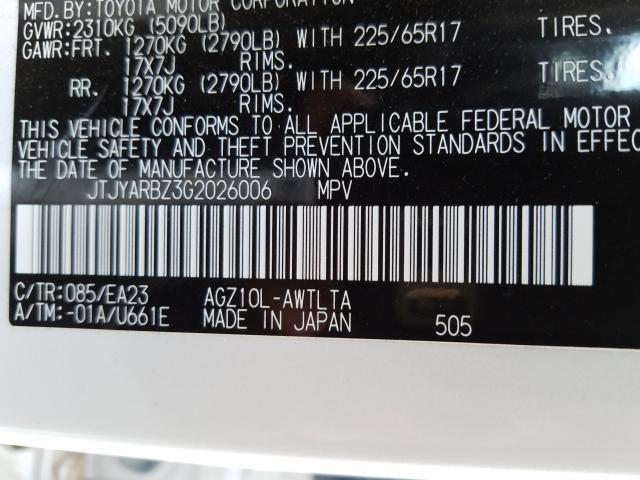 MFD.BY:TOYOTA MOTOR CORPORATION
GVWR:2310KG (5090LB)
GAWR:FRT. 1270KG (2790LB) WITH 225/65R17 TIRES.
17X7J RIMS.
RR. 1270KG (2790LB) WITH 225/65R17 TIRES.
17X7J RIMS.
THIS VEHICLE CONFORMS TO ALL APPLICABLE FEDERAL MOTOR
VEHICLE SAFETY AND THEFT PREVENTION STANDARDS IN EFFEC
THE DATE OF MANUFACTURE SHOWN ABOVE.
JTJYARBZ3G2026006 MPV
C/TR:085/EA23 AGZ10L-AWTLTA
A/TM:-01A/U661E MADE IN JAPAN 505